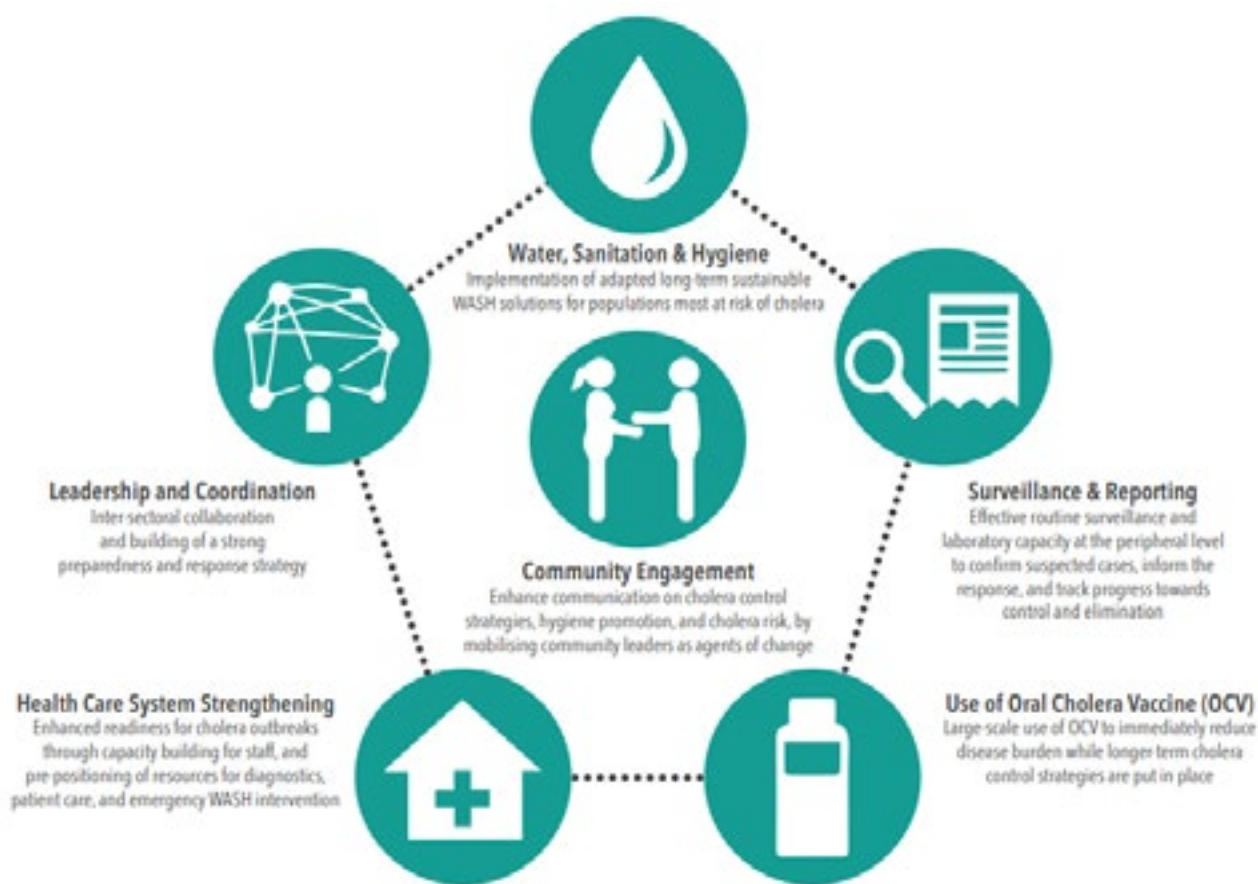 Water, Sanitation & Hygiene
Implementation of adapted long-term sustainable
WASH solutions for populations most at risk of cholera
Leadership and Coordination
Inter sectoral collaboration
and building of a strong
preparedness and response strategy
Surveillance & Reporting
Effective routine surveillance and
laboratory capacity at the peripheral level
to confirm suspected cases, inform the
response, and track progress towards
control and elimination
Community Engagement
Enhance communication on cholera control
strategies, hygiene promotion, and cholera risk, by
mobilising community leaders as agents of change
Health Care System Strengthening
Enhanced readiness for cholera outbreaks
through capacity building for staff, and
pre positioning of resources for diagnostics,
patient care, and emergency WASH intervention
Use of Oral Cholera Vaccine (OCV)
Large-scale use of OCV to immediately reduce
disease burden while longer term cholera
control strategies are put in place